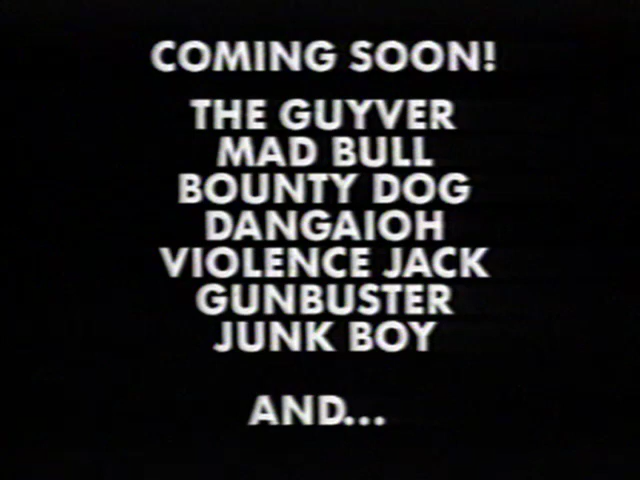 COMING SOON!
THE GUYVER
MAD BULL
BOUNTY DOG
DANGAIOH
VIOLENCE JACK
GUNBUSTER
JUNK BOY
AND...